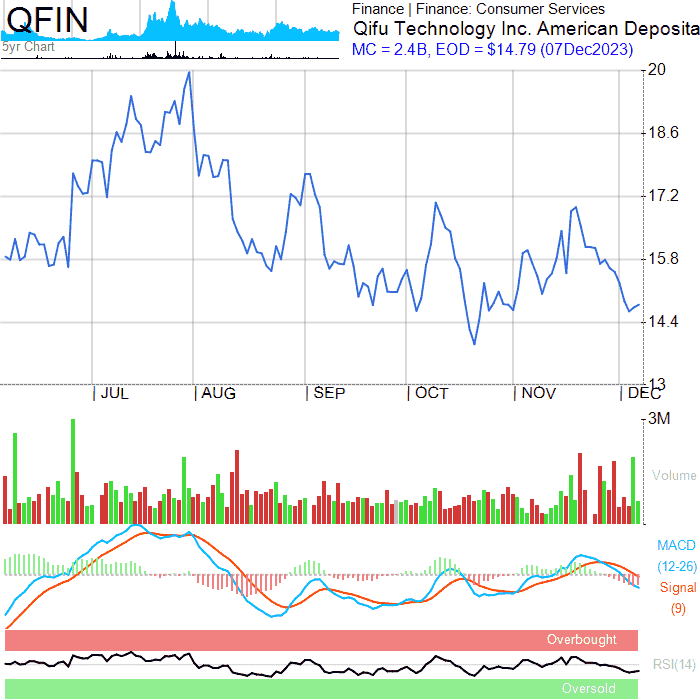 QFIN
5yr Chart
Finance | Finance: Consumer Services
Qifu Technology Inc. American Deposita
MC = 2.4B, EOD = $14.79 (07Dec2023)
20
18.6
17.2
15.8
14.4
13
JUL AUG SEP OCT NOV DEC
3M
Volume
MACD
(12-26)
Signal
(9)
Overbought
RSI(14)
Oversold